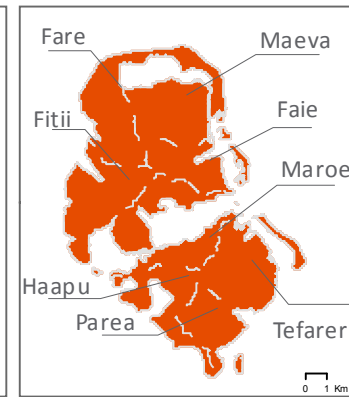 Fare
Maeva
Fitii
Faie
Maroe
Haapu
Parea
Tefarer
0 1 Km